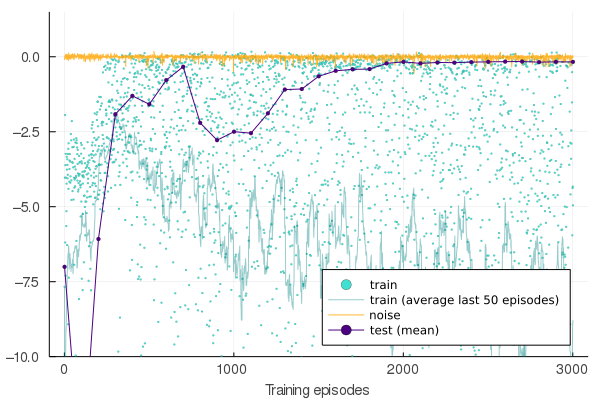 0.0
−2.5
−5.0
−7.5
−10.0
train
train (average last 50 episodes)
noise
test (mean)
0 1000 2000 3000
Training episodes